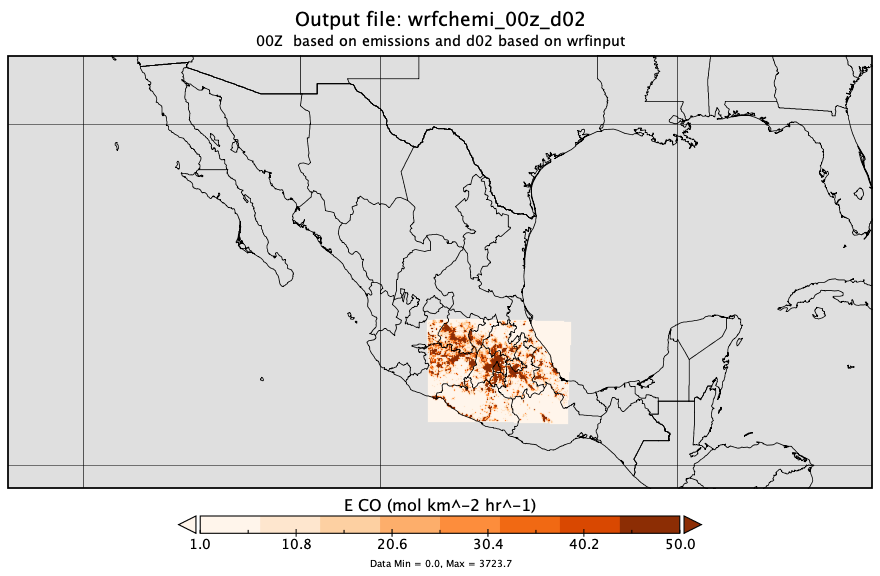 Output file: wrfchemi_00z_d02
00Z  based on emissions and d02 based on wrfinput
E CO (mol km^-2 hr^-1)
1.0 10.8 20.6 30.4 40.2 50.0
Data Min = 0.0, Max = 3723.7